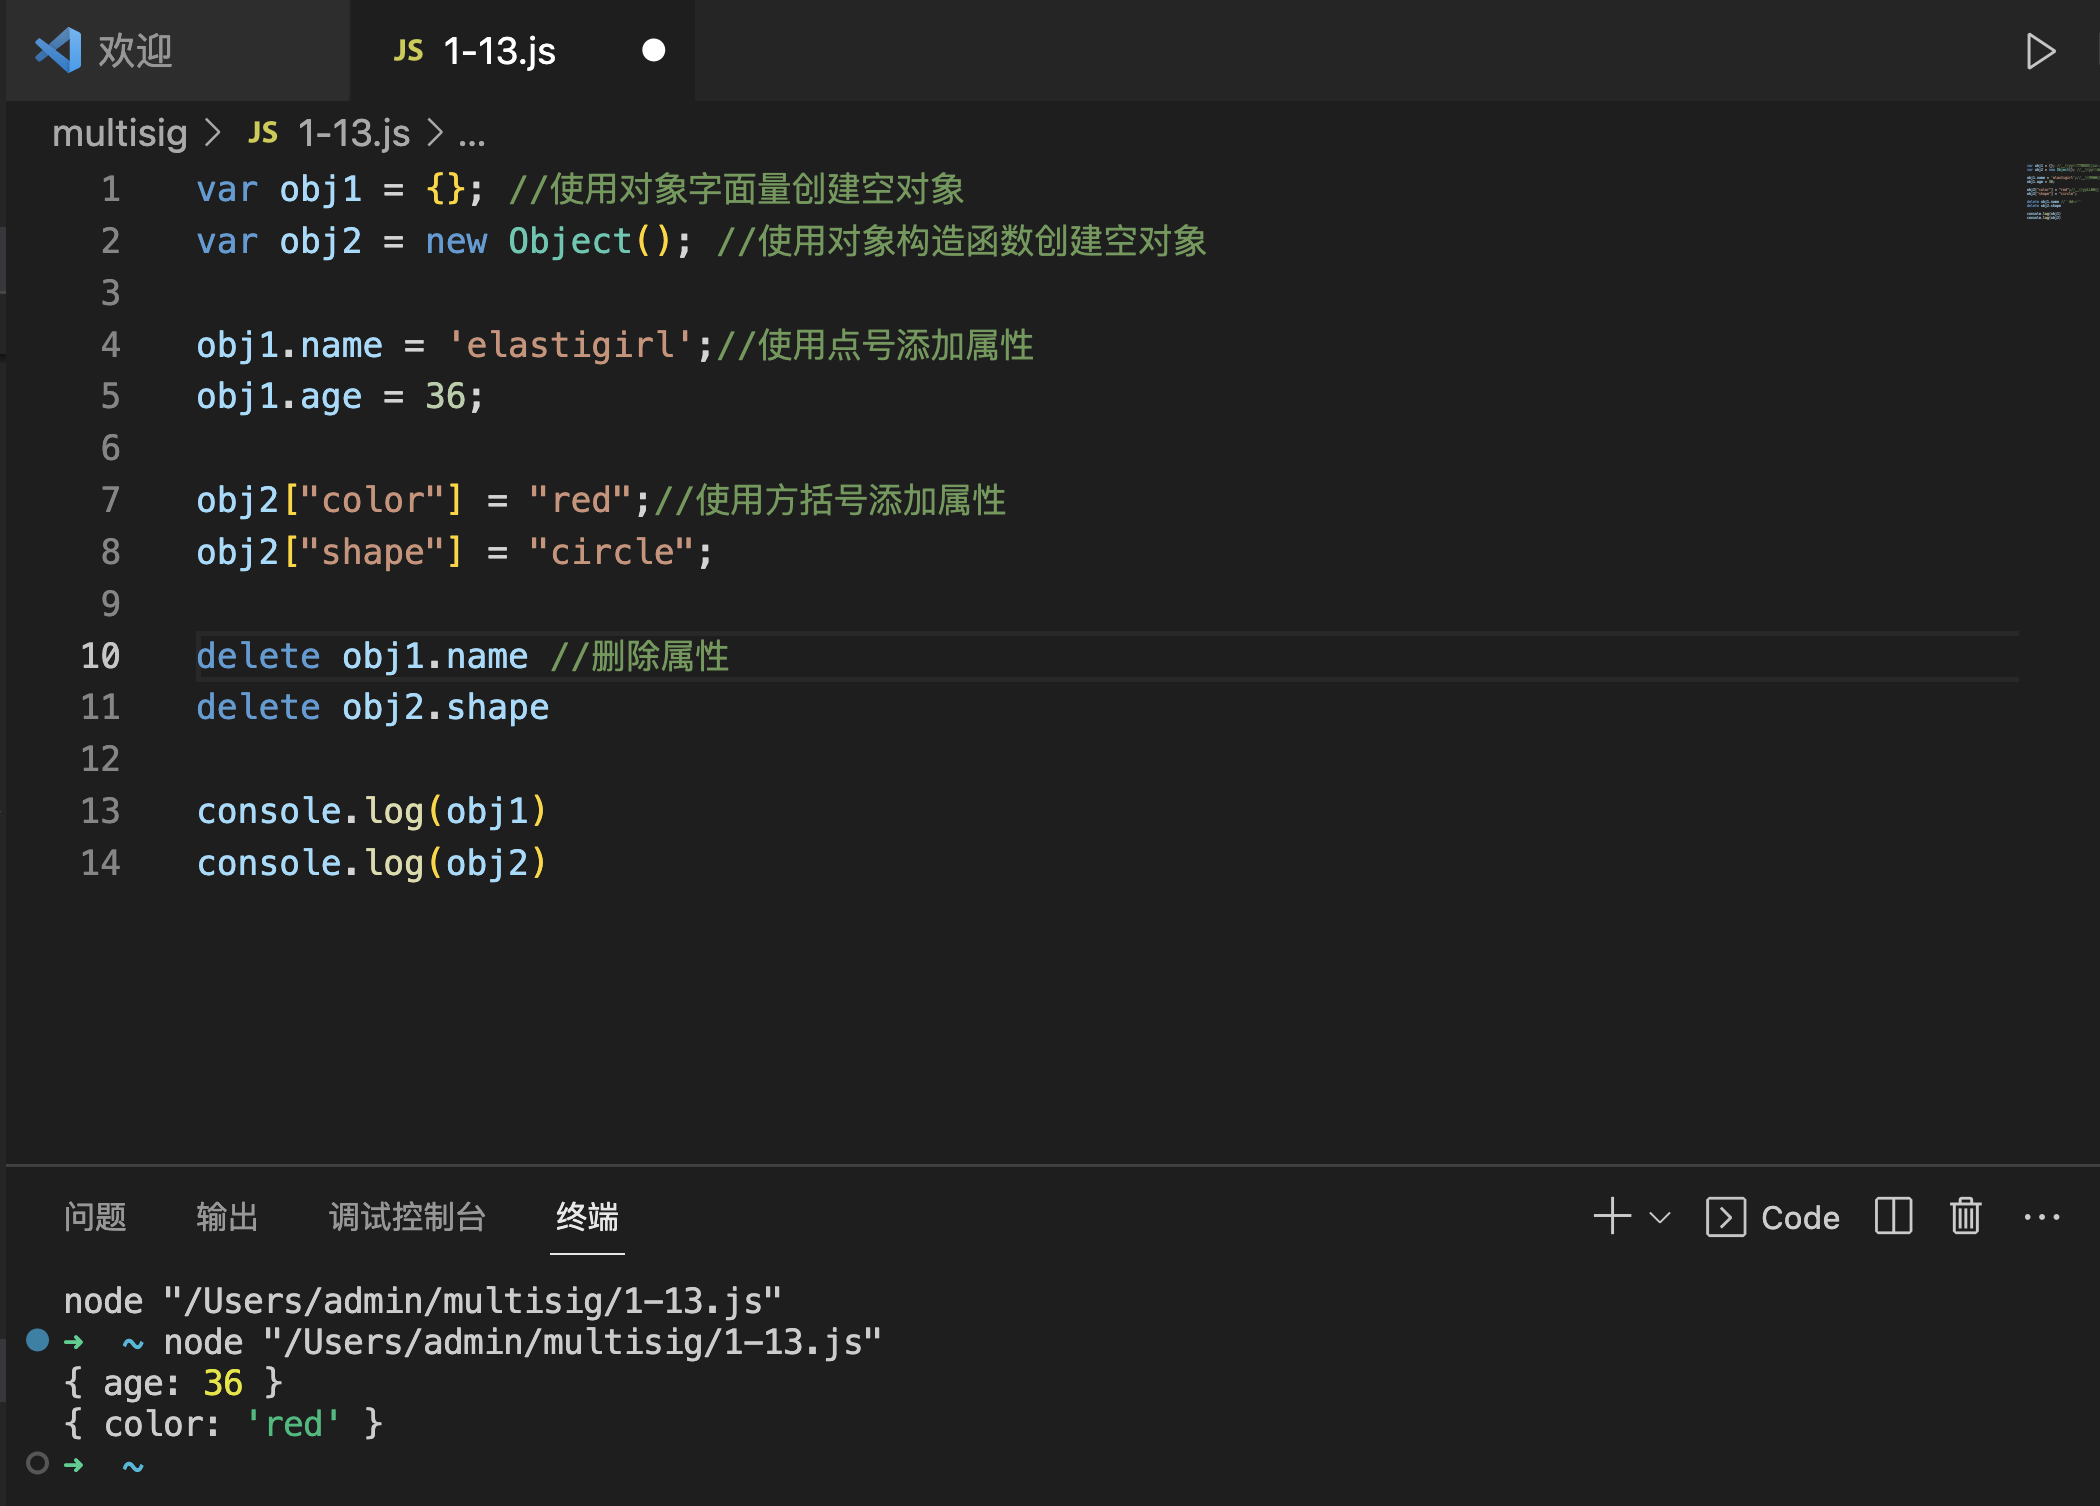 欢迎
JS 1-13.js
multisig > JS 1-13.js > ...
1 var obj1 = {}; //使用对象字面量创建空对象
2 var obj2 = new Object(); //使用对象构造函数创建空对象
3
4 obj1.name = 'elastigirl';//使用点号添加属性
5 obj1.age = 36;
6
7 obj2["color"] = "red";//使用方括号添加属性
8 obj2["shape"] = "circle";
9
10 delete obj1.name //删除属性
11 delete obj2.shape
12
13 console.log(obj1)
14 console.log(obj2)
问题 输出 调试控制台 终端 Code
node "/Users/admin/multisig/1-13.js"
➜ ~ node "/Users/admin/multisig/1-13.js"
{ age: 36 }
{ color: 'red' }
➜ ~